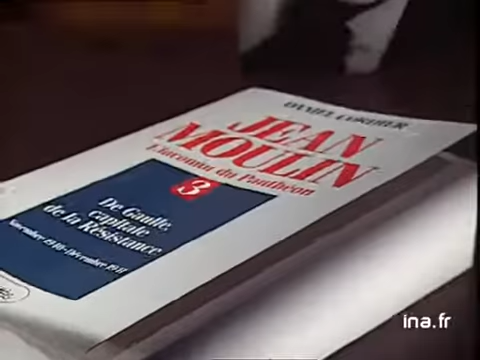 DANIEL CORDIER
JEAN
MOULIN
L'inconnu du Panthéon
3
De Gaulle,
capitale
de la Résistance
Novembre 1940-Décembre 1941
ina.fr